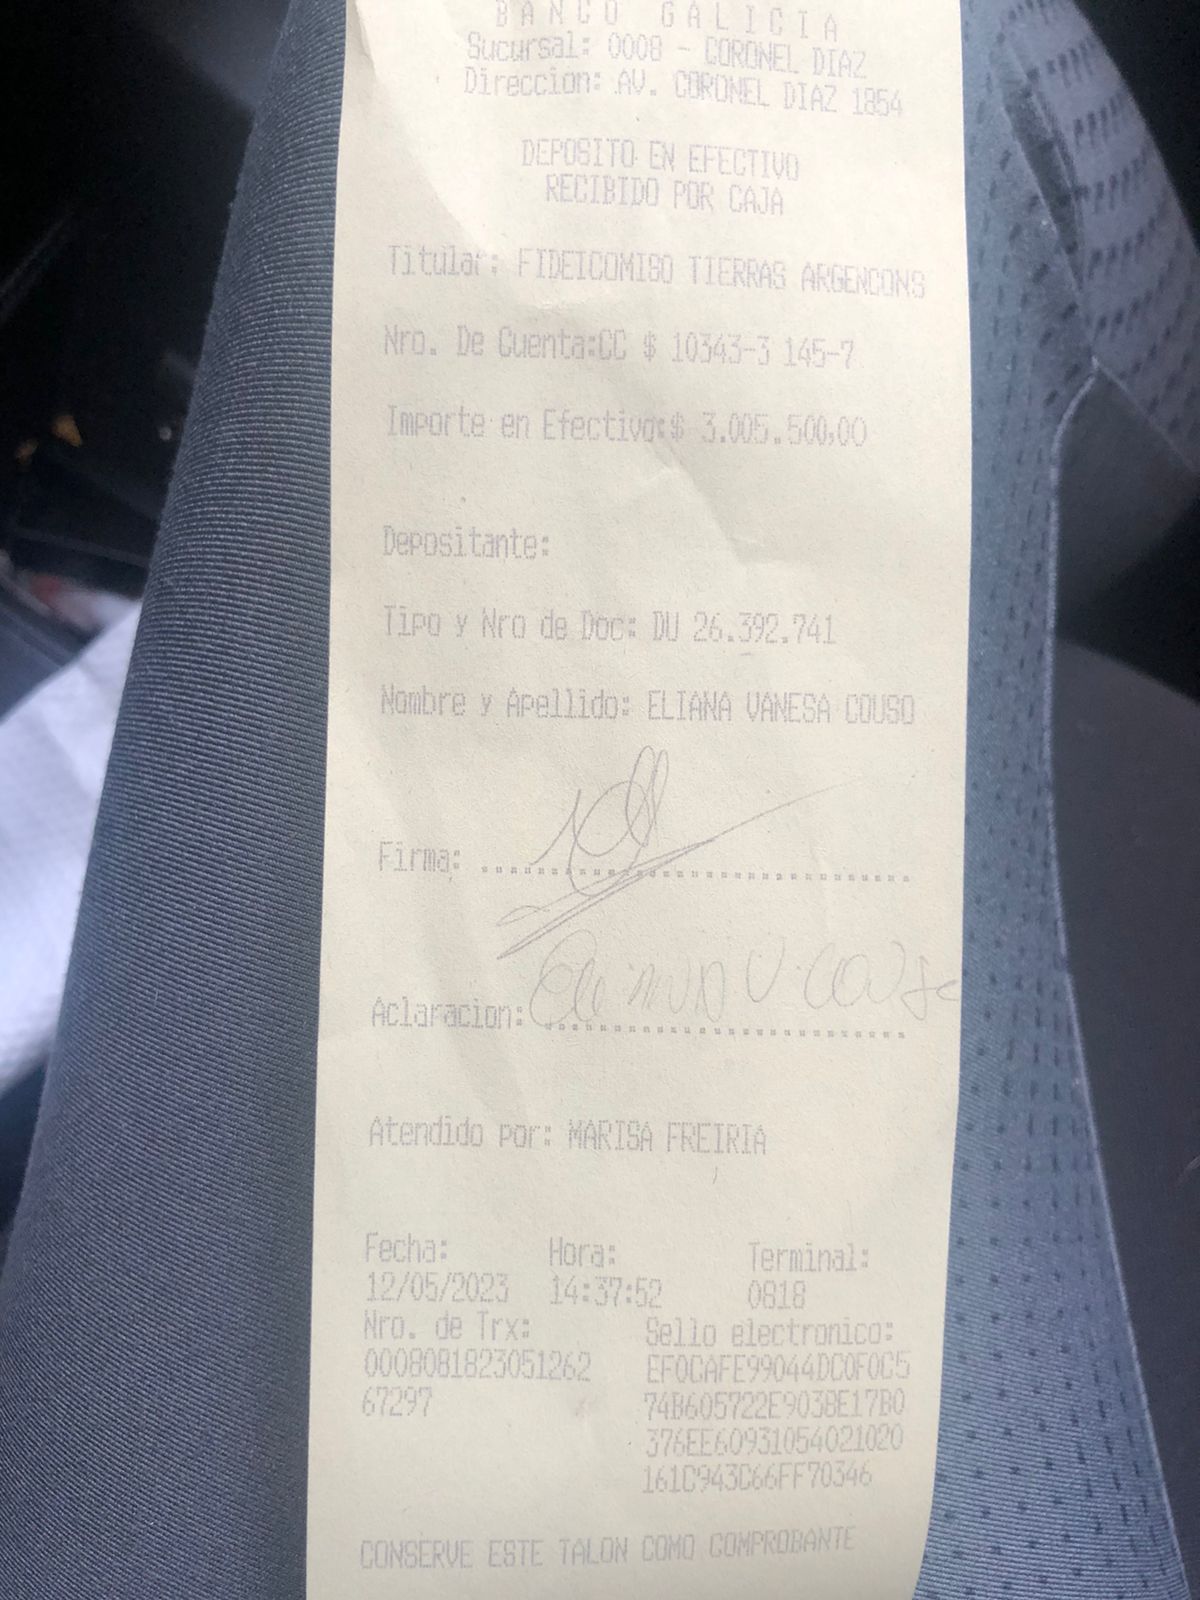 BANCO GALICIA
Sucursal: 0008 - CORONEL DIAZ
Direccion: AV. CORONEL DIAZ 1854
DEPOSITO EN EFECTIVO
RECIBIDO POR CAJA
Titular: FIDEICOMISO TIERRAS ARGENCONS
Nro. De Cuenta:CC $ 10343-3 145-7
Importe en Efectivo:$ 3.005.500,00
Depositante:
Tipo y Nro de Doc: DU 26.392.741
Nombre y Apellido: ELIANA VANESA COUSO
Firma:
Aclaracion: Eliana V. Couso
Atendido por: MARISA FREIRIA
Fecha: Hora: Terminal:
12/05/2023 14:37:52 0818
Nro. de Trx: Sello electronico:
0008081823051262 EF0CAFE99044DC0F0C5
67297 74B605722E903BE17B0
376EE60931054021020
161C943C66FF70346
CONSERVE ESTE TALON COMO COMPROBANTE